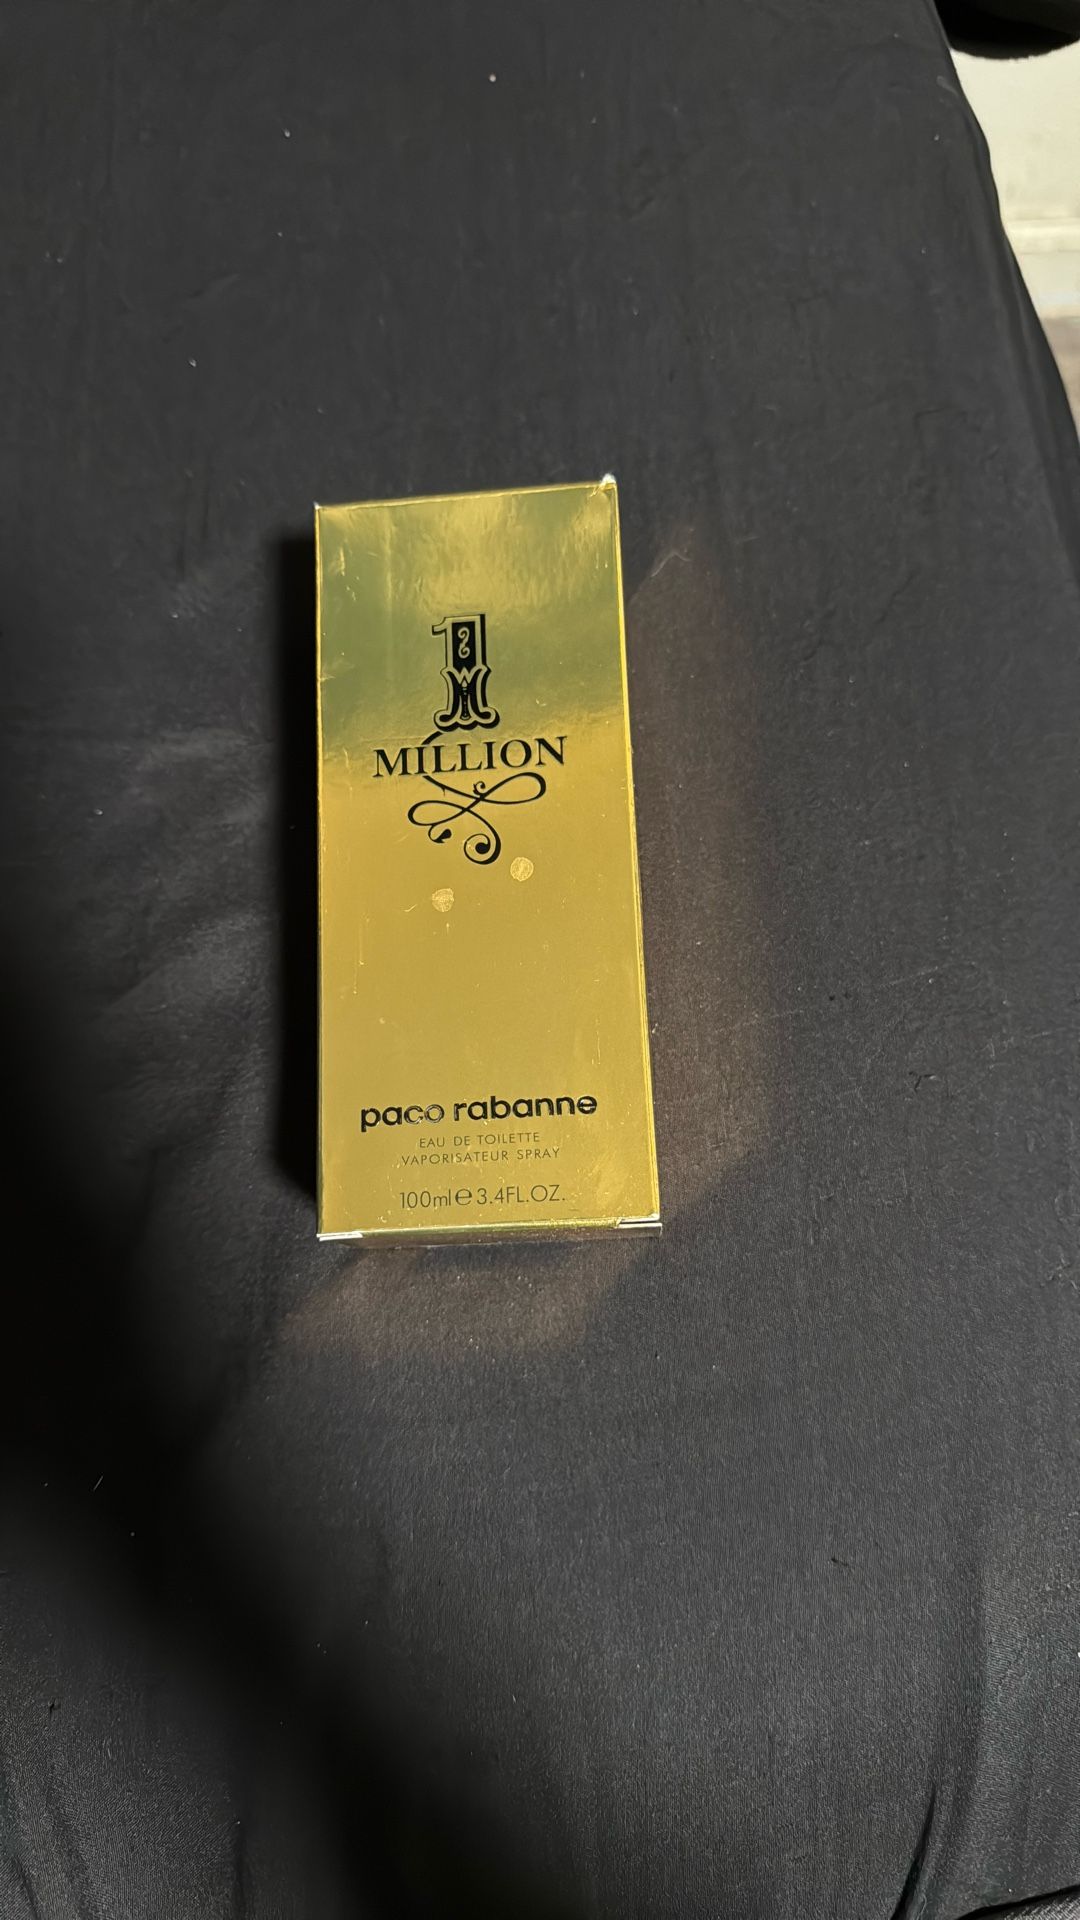 1
MILLION
paco rabanne
EAU DE TOILETTE
VAPORISATEUR SPRAY
100ml e 3.4FL.OZ.